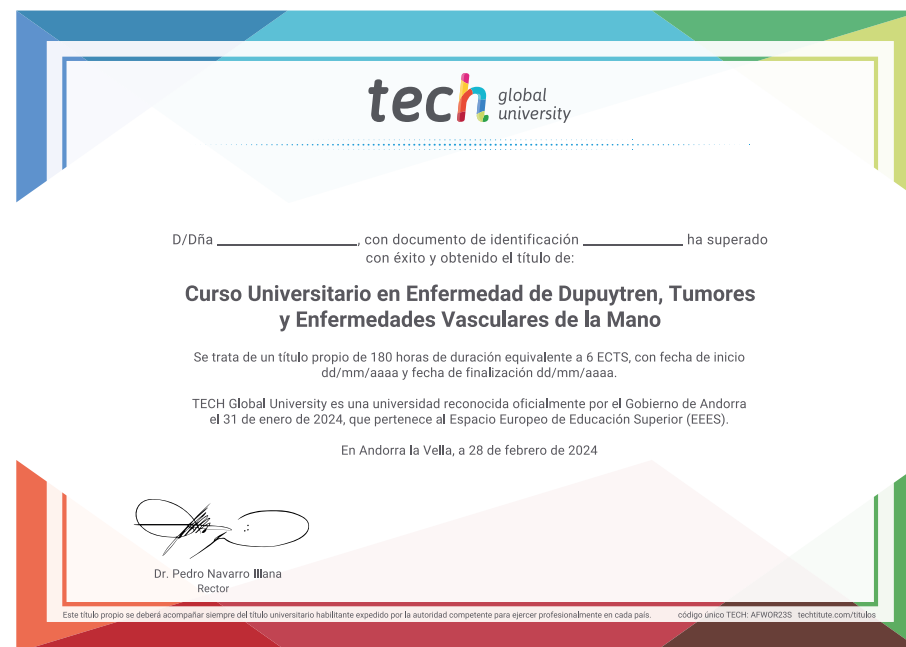 tech global university
D/Dña ____________________, con documento de identificación ______________ ha superado
con éxito y obtenido el título de:
Curso Universitario en Enfermedad de Dupuytren, Tumores
y Enfermedades Vasculares de la Mano
Se trata de un título propio de 180 horas de duración equivalente a 6 ECTS, con fecha de inicio
dd/mm/aaaa y fecha de finalización dd/mm/aaaa.
TECH Global University es una universidad reconocida oficialmente por el Gobierno de Andorra
el 31 de enero de 2024, que pertenece al Espacio Europeo de Educación Superior (EEES).
En Andorra la Vella, a 28 de febrero de 2024
Dr. Pedro Navarro Illana
Rector
Este título propio se deberá acompañar siempre del título universitario habilitante expedido por la autoridad competente para ejercer profesionalmente en cada país. código único TECH: AFWOR23S techtitute.com/titulos